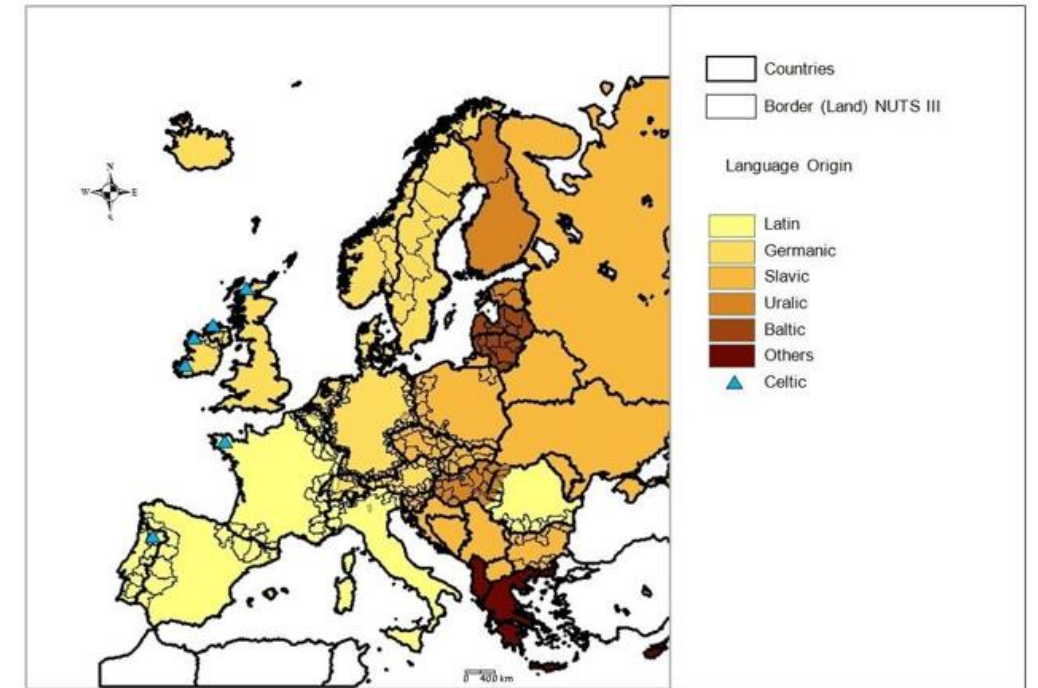 N
W
E
S
0 400 km
Countries
Border (Land) NUTS III
Language Origin
Latin
Germanic
Slavic
Uralic
Baltic
Others
Celtic